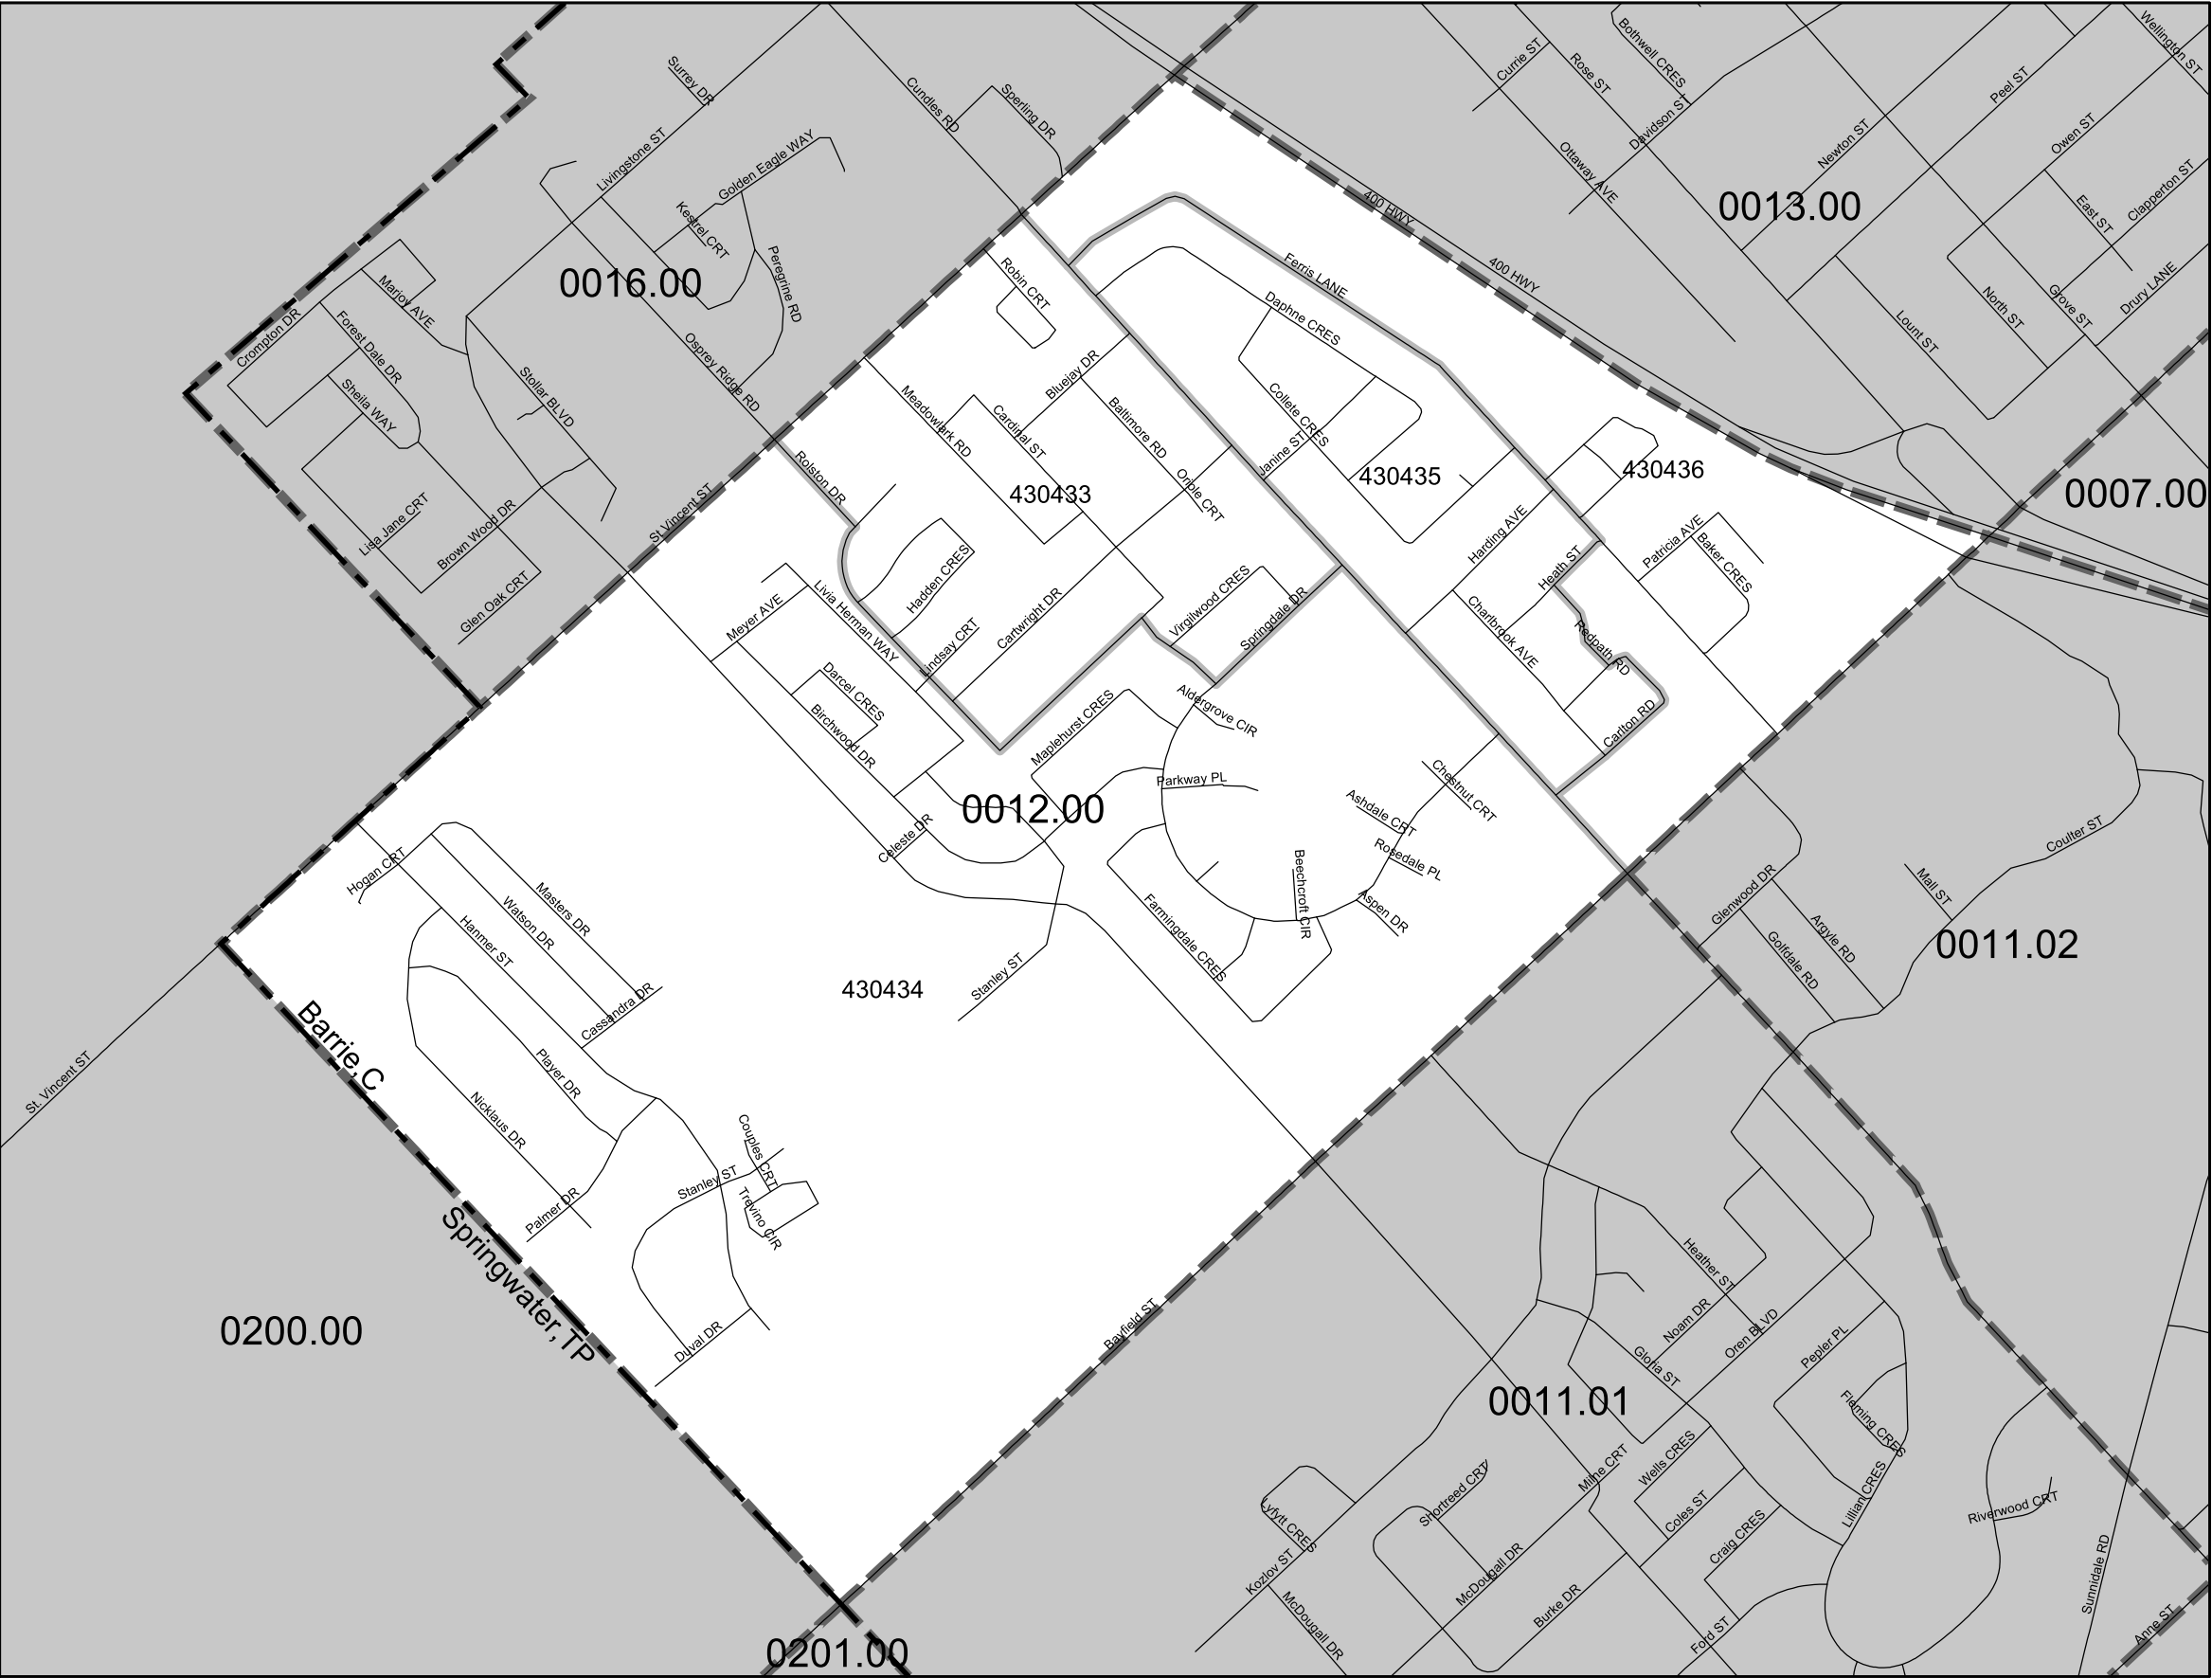 Wellington ST
Bothwell CRES
Currie ST
Rose ST
Peel ST
Surrey DR
Cundles RD
Sperling DR
Davidson ST
Newton ST
Owen ST
Livingstone ST
Golden Eagle WAY
Ottaway AVE
Clapperton ST
East ST
0013.00
400 HWY
Kestrel CRT
Peregrine RD
0016.00
Robin CRT
Ferris LANE
400 HWY
Drury LANE
Grove ST
North ST
Lount ST
Marjoy AVE
Crompton DR
Forest Dale DR
Daphne CRES
Osprey Ridge RD
Stollar BLVD
Sheila WAY
Bluejay DR
Meadowlark RD
Cardinal ST
Baltimore RD
Collete CRES
Janine ST
430436
430435
430433
0007.00
Rolston DR
Oriole CRT
St Vincent ST
Lisa Jane CRT
Brown Wood DR
Harding AVE
Patricia AVE
Baker CRES
Heath ST
Hadden CRES
Glen Oak CRT
Livia Herman WAY
Meyer AVE
Cartwright DR
Virgilwood CRES
Springdale DR
Charlbrook AVE
Redpath RD
Lindsay CRT
Darcel CRES
Birchwood DR
Maplehurst CRES
Aldergrove CIR
Carlton RD
Parkway PL
Chestnut CRT
Ashdale CRT
0012.00
Celeste DR
Rosedale PL
Coulter ST
Hogan CRT
Beechcroft CIR
Aspen DR
Mall ST
Glenwood DR
Masters DR
Watson DR
Hanmer ST
Farmingdale CRES
Argyle RD
Golfdale RD
0011.02
430434
Stanley ST
Cassandra DR
Barrie,C
St. Vincent ST
Player DR
Nicklaus DR
Couples CRT
Stanley ST
Trevino CIR
Palmer DR
Springwater,TP
Heather ST
0200.00
Duval DR
Bayfield ST
Noam DR
Oren BLVD
Gloria ST
Pepler PL
0011.01
Fleming CRES
Wells CRES
Milne CRT
Shortreed CRT
Lillian CRES
Coles ST
Lyfytt CRES
Riverwood CRT
Craig CRES
Kozlov ST
McDougall DR
Burke DR
McDougall DR
Sunnidale RD
Ford ST
Anne ST
0201.00